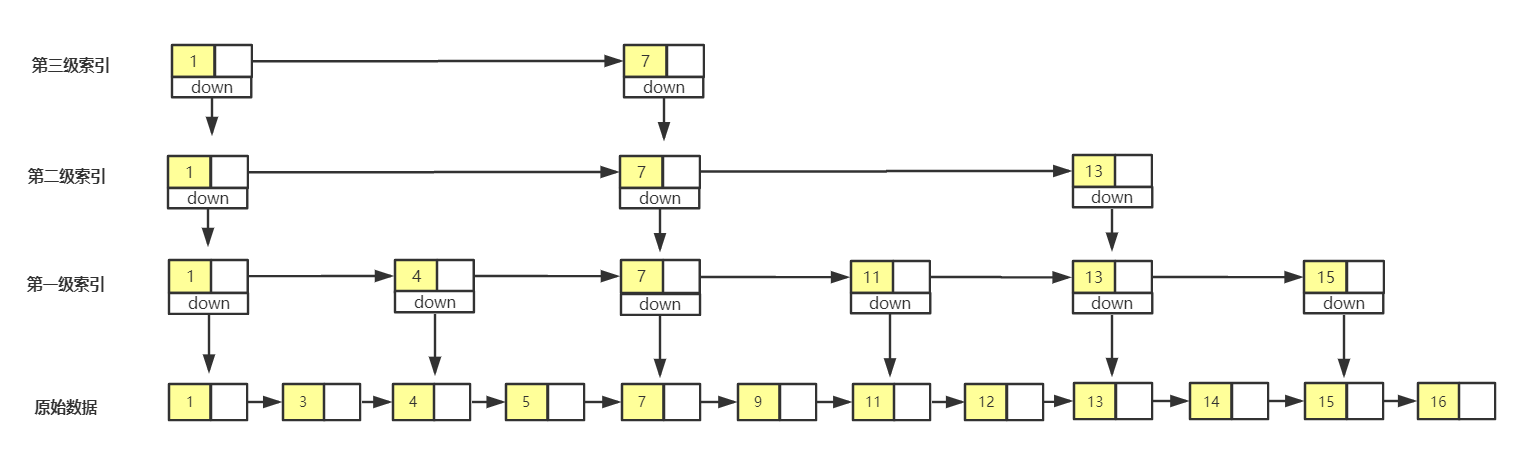 第三级索引 1 7
down down
第二级索引 1 7 13
down down down
第一级索引 1 4 7 11 13 15
down down down down down down
原始数据 1 3 4 5 7 9 11 12 13 14 15 16